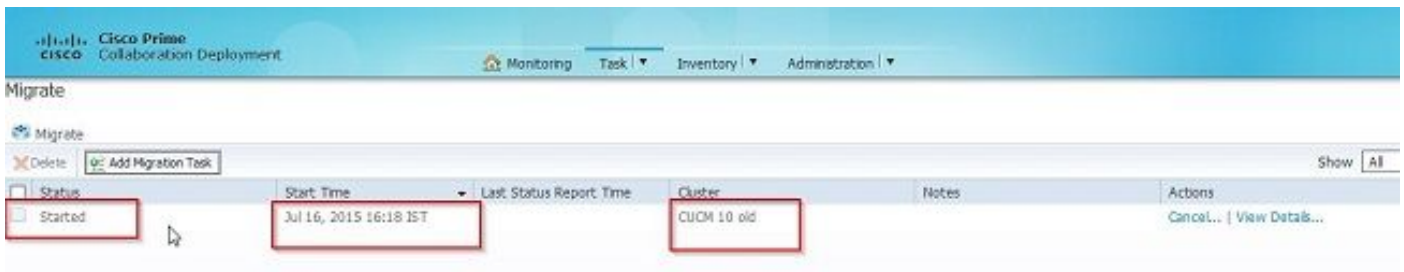 Cisco Prime
CISCO Collaboration Deployment
Monitoring Task Inventory Administration
Migrate
Migrate
Delete Add Migration Task Show All
Status Start Time Last Status Report Time Cluster Notes Actions
Started Jul 16, 2015 16:18 IST CUCM 10 old Cancel... | View Details...